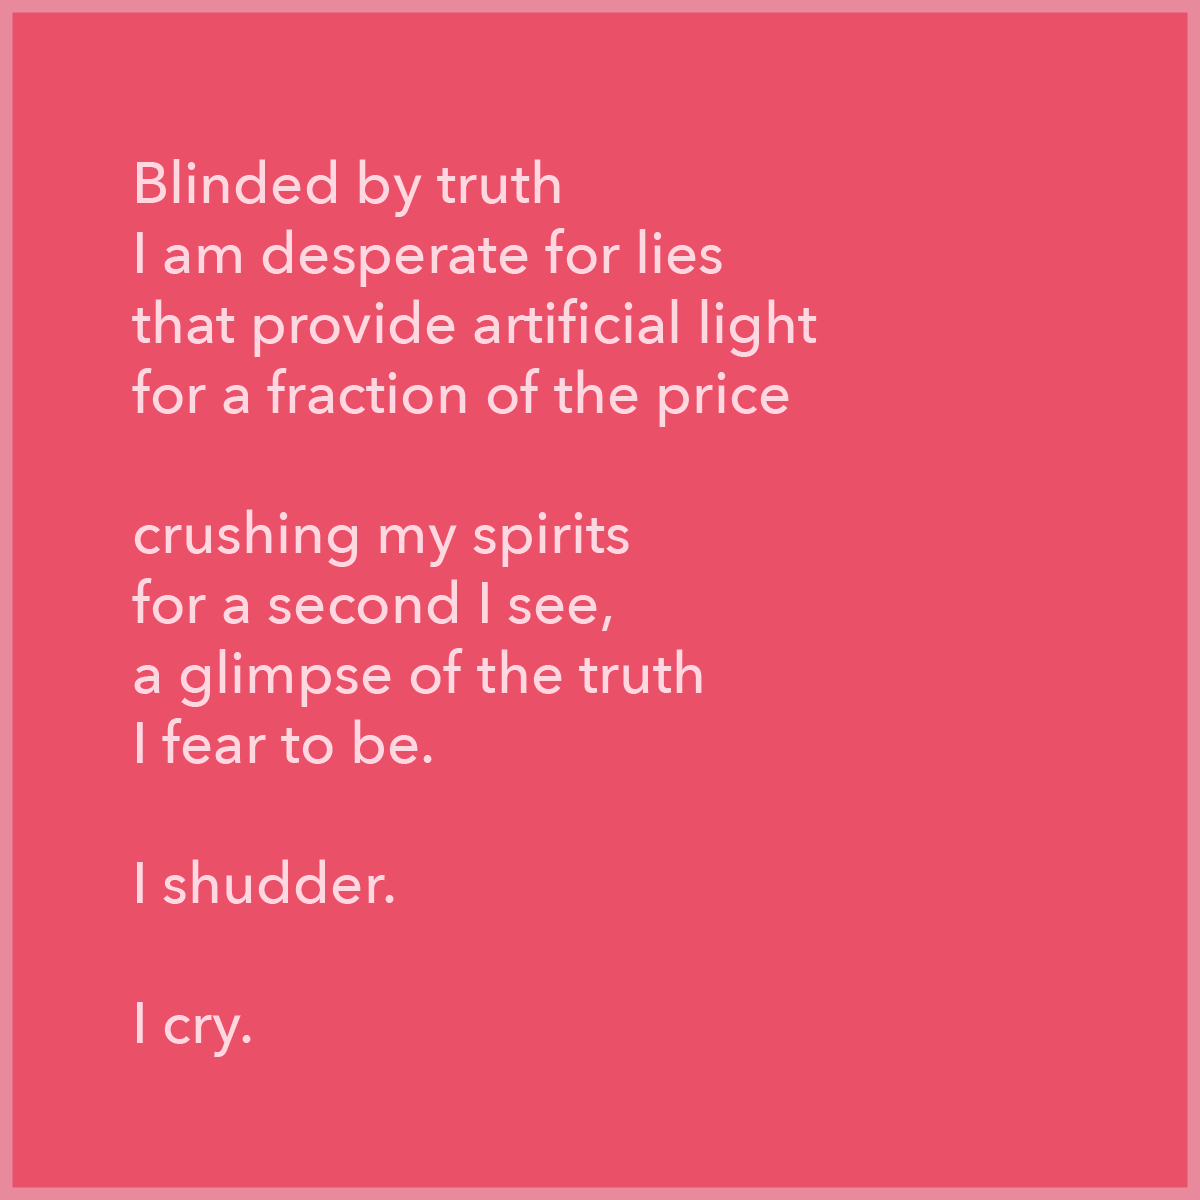 Blinded by truth
I am desperate for lies
that provide artificial light
for a fraction of the price
crushing my spirits
for a second I see,
a glimpse of the truth
I fear to be.
I shudder.
I cry.